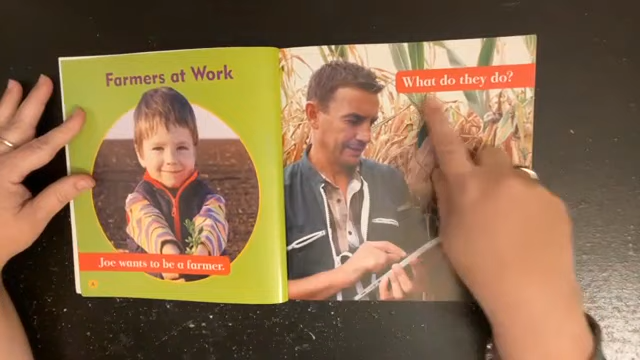 Farmers at Work
Joe wants to be a farmer.
What do they do?